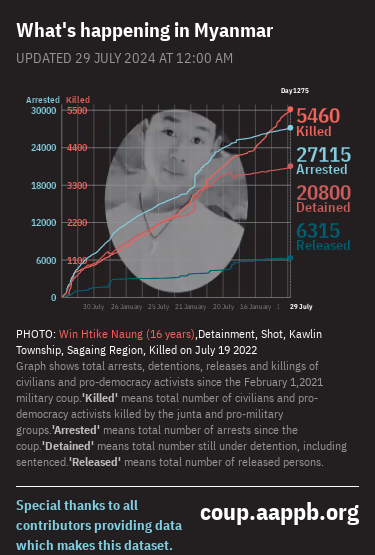 What's happening in Myanmar
UPDATED 29 JULY 2024 AT 12:00 AM
Day1275
Arrested Killed
30000 5500
24000 4400
18000 3300
12000 2200
6000 1100
0
5460
Killed
27115
Arrested
20800
Detained
6315
Released
30 July 26 January 25 July 21 January 20 July 16 January 29 July
PHOTO: Win Htike Naung (16 years),Detainment, Shot, Kawlin
Township, Sagaing Region, Killed on July 19 2022
Graph shows total arrests, detentions, releases and killings of
civilians and pro-democracy activists since the February 1,2021
military coup.'Killed' means total number of civilians and pro-
democracy activists killed by the junta and pro-military
groups.'Arrested' means total number of arrests since the
coup.'Detained' means total number still under detention, including
sentenced.'Released' means total number of released persons.
Special thanks to all
contributors providing data
which makes this dataset.
coup.aappb.org